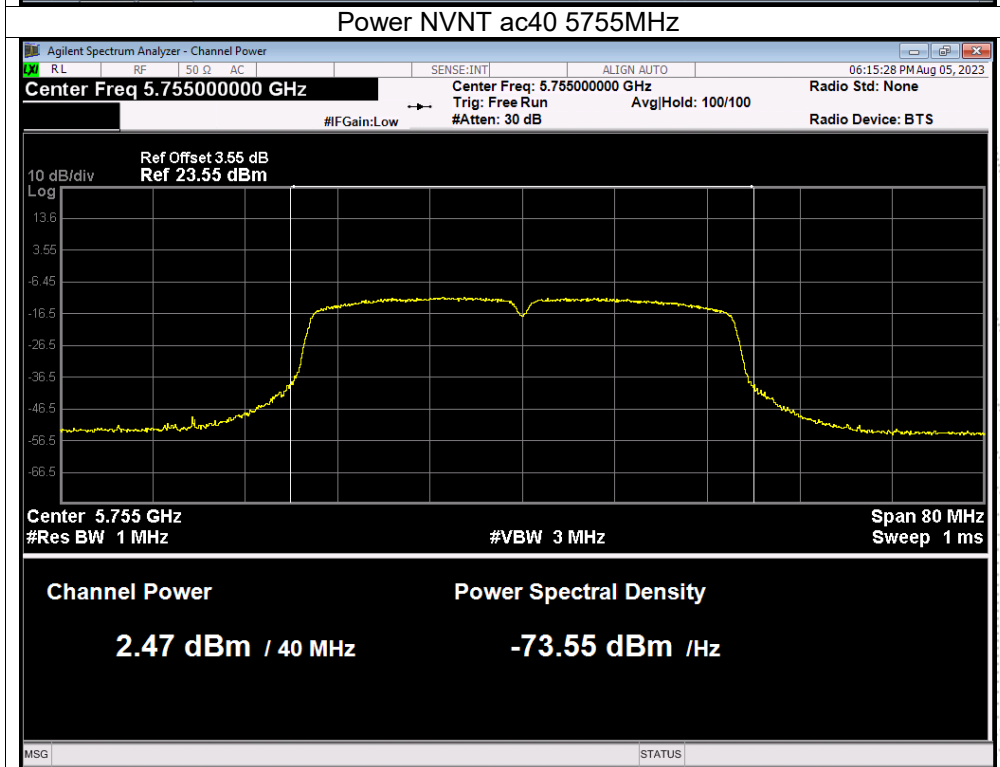 Power NVNT ac40 5755MHz
Agilent Spectrum Analyzer - Channel Power
LXI RL RF 50 Ω AC SENSE:INT ALIGN AUTO 06:15:28 PM Aug 05, 2023
Center Freq 5.755000000 GHz Center Freq: 5.755000000 GHz Radio Std: None
Trig: Free Run Avg|Hold: 100/100
#IFGain:Low #Atten: 30 dB Radio Device: BTS
Ref Offset 3.55 dB
10 dB/div Ref 23.55 dBm
Log
13.6
3.55
-6.45
-16.5
-26.5
-36.5
-46.5
-56.5
-66.5
Center 5.755 GHz Span 80 MHz
#Res BW 1 MHz #VBW 3 MHz Sweep 1 ms
Channel Power Power Spectral Density
2.47 dBm / 40 MHz -73.55 dBm /Hz
MSG STATUS